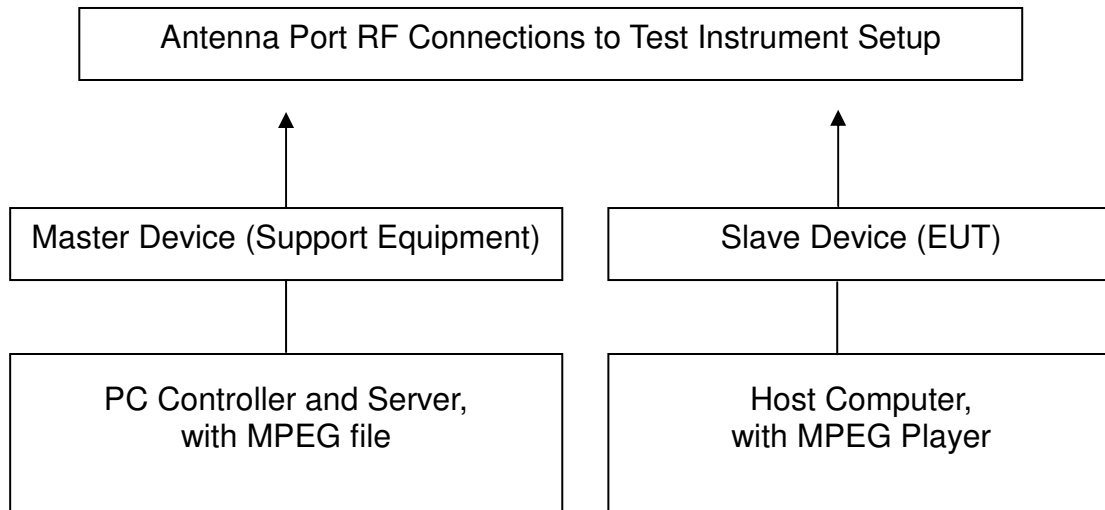 Antenna Port RF Connections to Test Instrument Setup
Master Device (Support Equipment)
Slave Device (EUT)
PC Controller and Server,
with MPEG file
Host Computer,
with MPEG Player